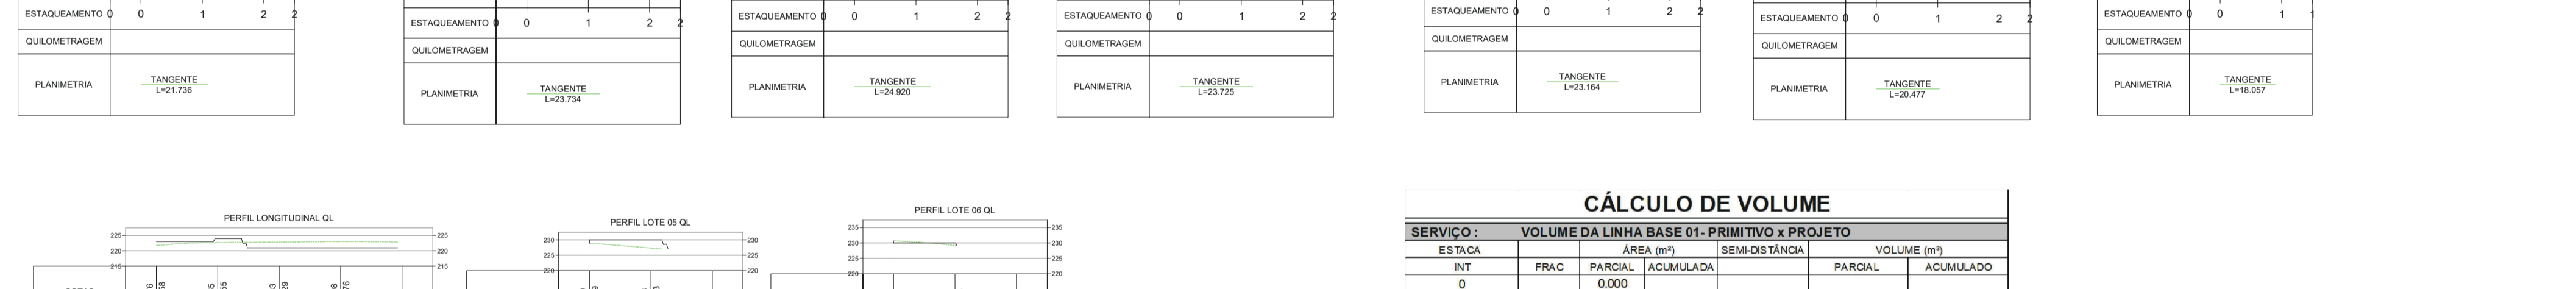 ESTAQUEAMENTO 0 0 1 2 2
QUILOMETRAGEM
PLANIMETRIA
TANGENTE
L=21.736
ESTAQUEAMENTO 0 0 1 2 2
QUILOMETRAGEM
PLANIMETRIA
TANGENTE
L=23.734
ESTAQUEAMENTO 0 0 1 2 2
QUILOMETRAGEM
PLANIMETRIA
TANGENTE
L=24.920
ESTAQUEAMENTO 0 0 1 2 2
QUILOMETRAGEM
PLANIMETRIA
TANGENTE
L=23.725
ESTAQUEAMENTO 0 0 1 2 2
QUILOMETRAGEM
PLANIMETRIA
TANGENTE
L=23.164
ESTAQUEAMENTO 0 0 1 2 2
QUILOMETRAGEM
PLANIMETRIA
TANGENTE
L=20.477
ESTAQUEAMENTO 0 0 1 1
QUILOMETRAGEM
PLANIMETRIA
TANGENTE
L=18.057
PERFIL LONGITUDINAL QL
225 225
220 220
215 215
PERFIL LOTE 05 QL
230 230
225 225
220 220
PERFIL LOTE 06 QL
235 235
230 230
225 225
220 220
CÁLCULO DE VOLUME
SERVIÇO : VOLUME DA LINHA BASE 01- PRIMITIVO x PROJETO
ESTACA ÁREA (m²) SEMI-DISTÂNCIA VOLUME (m³)
INT FRAC PARCIAL ACUMULADA PARCIAL ACUMULADO
0 0.000